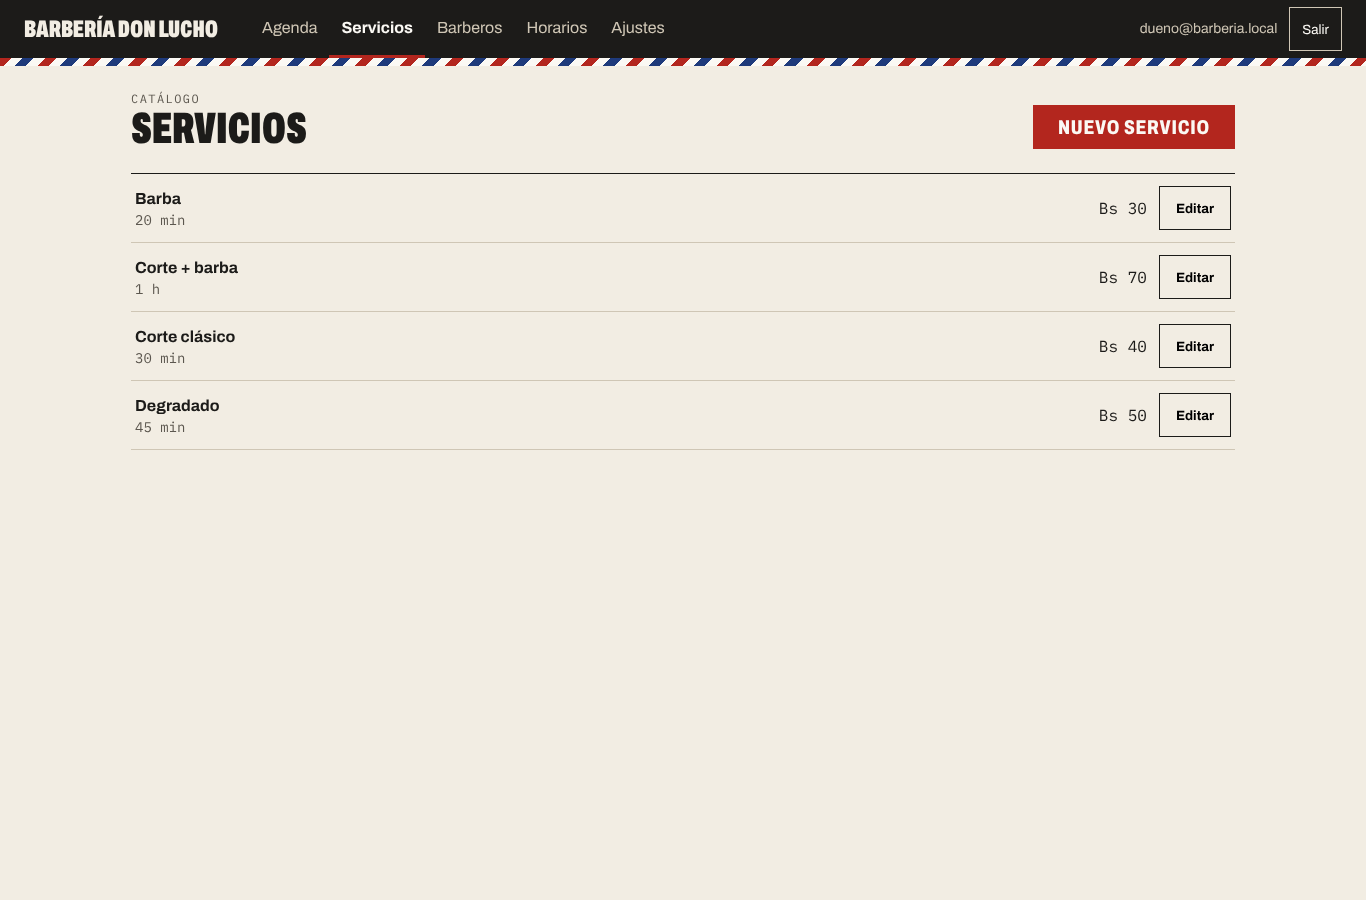 BARBERÍA DON LUCHO Agenda Servicios Barberos Horarios Ajustes dueno@barberia.local Salir
CATÁLOGO
SERVICIOS NUEVO SERVICIO
Barba
20 min
Bs 30 Editar
Corte + barba
1 h
Bs 70 Editar
Corte clásico
30 min
Bs 40 Editar
Degradado
45 min
Bs 50 Editar